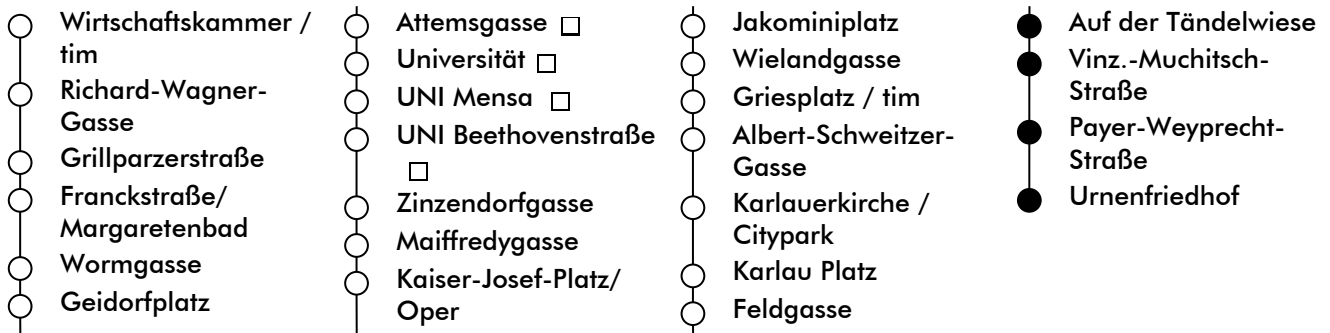 Wirtschaftskammer /
tim
Richard-Wagner-
Gasse
Grillparzerstraße
Franckstraße/
Margaretenbad
Wormgasse
Geidorfplatz
Attemsgasse □
Universität □
UNI Mensa □
UNI Beethovenstraße
□
Zinzendorfgasse
Maiffredygasse
Kaiser-Josef-Platz/
Oper
Jakominiplatz
Wielandgasse
Griesplatz / tim
Albert-Schweitzer-
Gasse
Karlauerkirche /
Citypark
Karlau Platz
Feldgasse
Auf der Tändelwiese
Vinz.-Muchitsch-
Straße
Payer-Weyprecht-
Straße
Urnenfriedhof